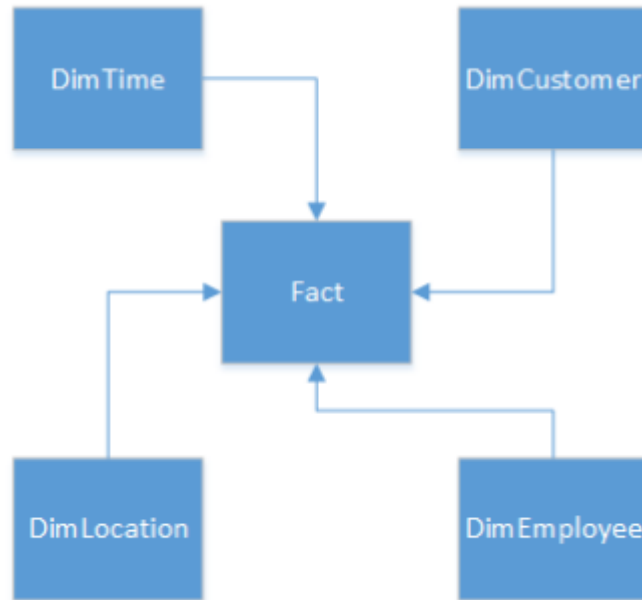 DimTime
DimCustomer
Fact
DimLocation
DimEmployee